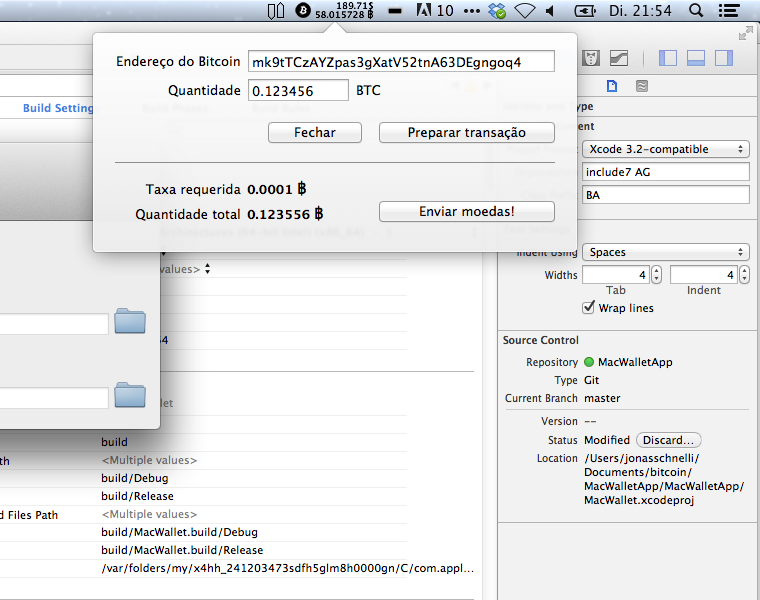 189.71$
58.015728 ฿
10
Di. 21:54
Endereço do Bitcoin mk9tTCzAYZpas3gXatV52tnA63DEgngoq4
Quantidade 0.123456 BTC
Fechar Preparar transação
Taxa requerida 0.0001 ฿
Quantidade total 0.123556 ฿ Enviar moedas!
Build Setting
Type
Xcode 3.2-compatible
include7 AG
BA
Indent Using Spaces
Widths 4 4
Tab Indent
Wrap lines
Source Control
Repository MacWalletApp
Type Git
Current Branch master
Version --
Status Modified Discard...
Location /Users/jonasschnelli/
Documents/bitcoin/
MacWalletApp/MacWalletApp/
MacWallet.xcodeproj
values>
build
<Multiple values>
build/Debug
build/Release
d Files Path <Multiple values>
build/MacWallet.build/Debug
build/MacWallet.build/Release
/var/folders/my/x4hh_241203473sdfh5glm8h0000gn/C/com.appl...